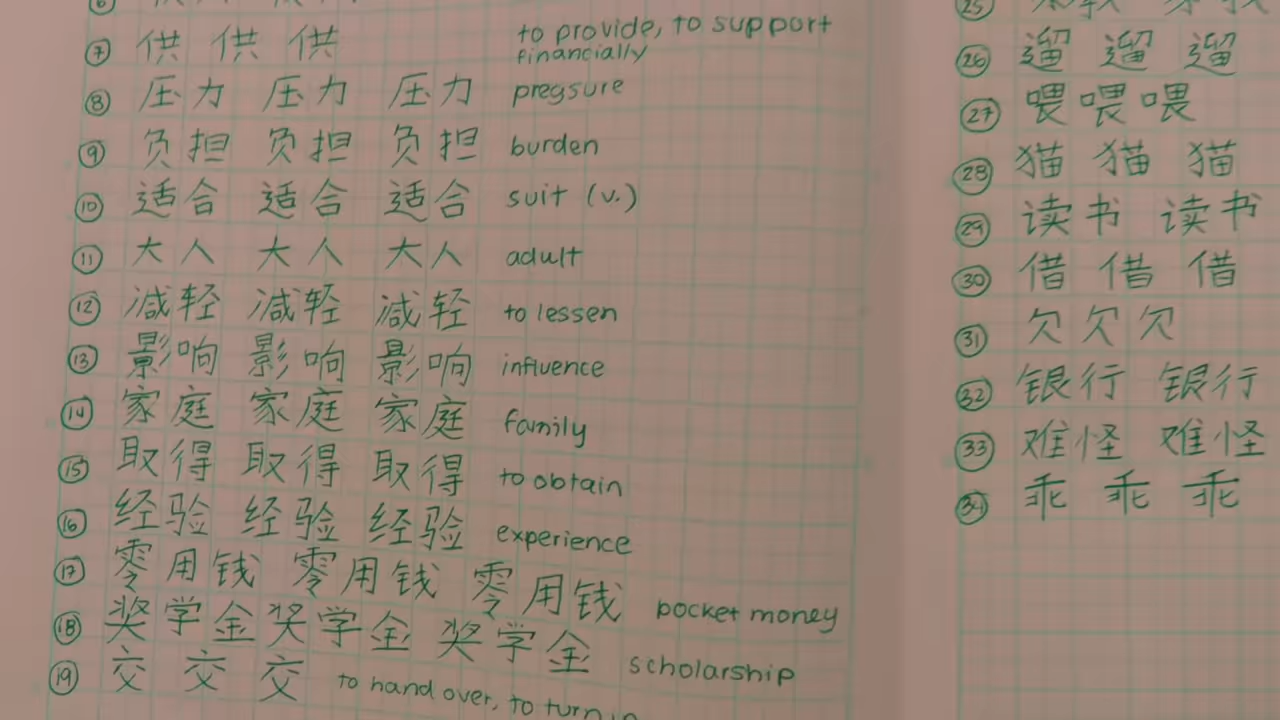 ⑦ 供 供 供 to provide, to support financially
⑧ 压力 压力 压力 pregsure
⑨ 负担 负担 负担 burden
⑩ 适合 适合 适合 suit (v.)
⑪ 大人 大人 大人 adult
⑫ 减轻 减轻 减轻 to lessen
⑬ 影响 影响 影响 influence
⑭ 家庭 家庭 家庭 family
⑮ 取得 取得 取得 to obtain
⑯ 经验 经验 经验 experience
⑰ 零用钱 零用钱 零用钱 pocket money
⑱ 奖学金 奖学金 奖学金 scholarship
⑲ 交 交 交 to hand over, to turn in
㉕
㉖ 遛 遛 遛
㉗ 喂 喂 喂
㉘ 猫 猫 猫
㉙ 读书 读书
㉚ 借 借 借
㉛ 欠 欠 欠
㉜ 银行 银行
㉝ 难怪 难怪
㉞ 乖 乖 乖